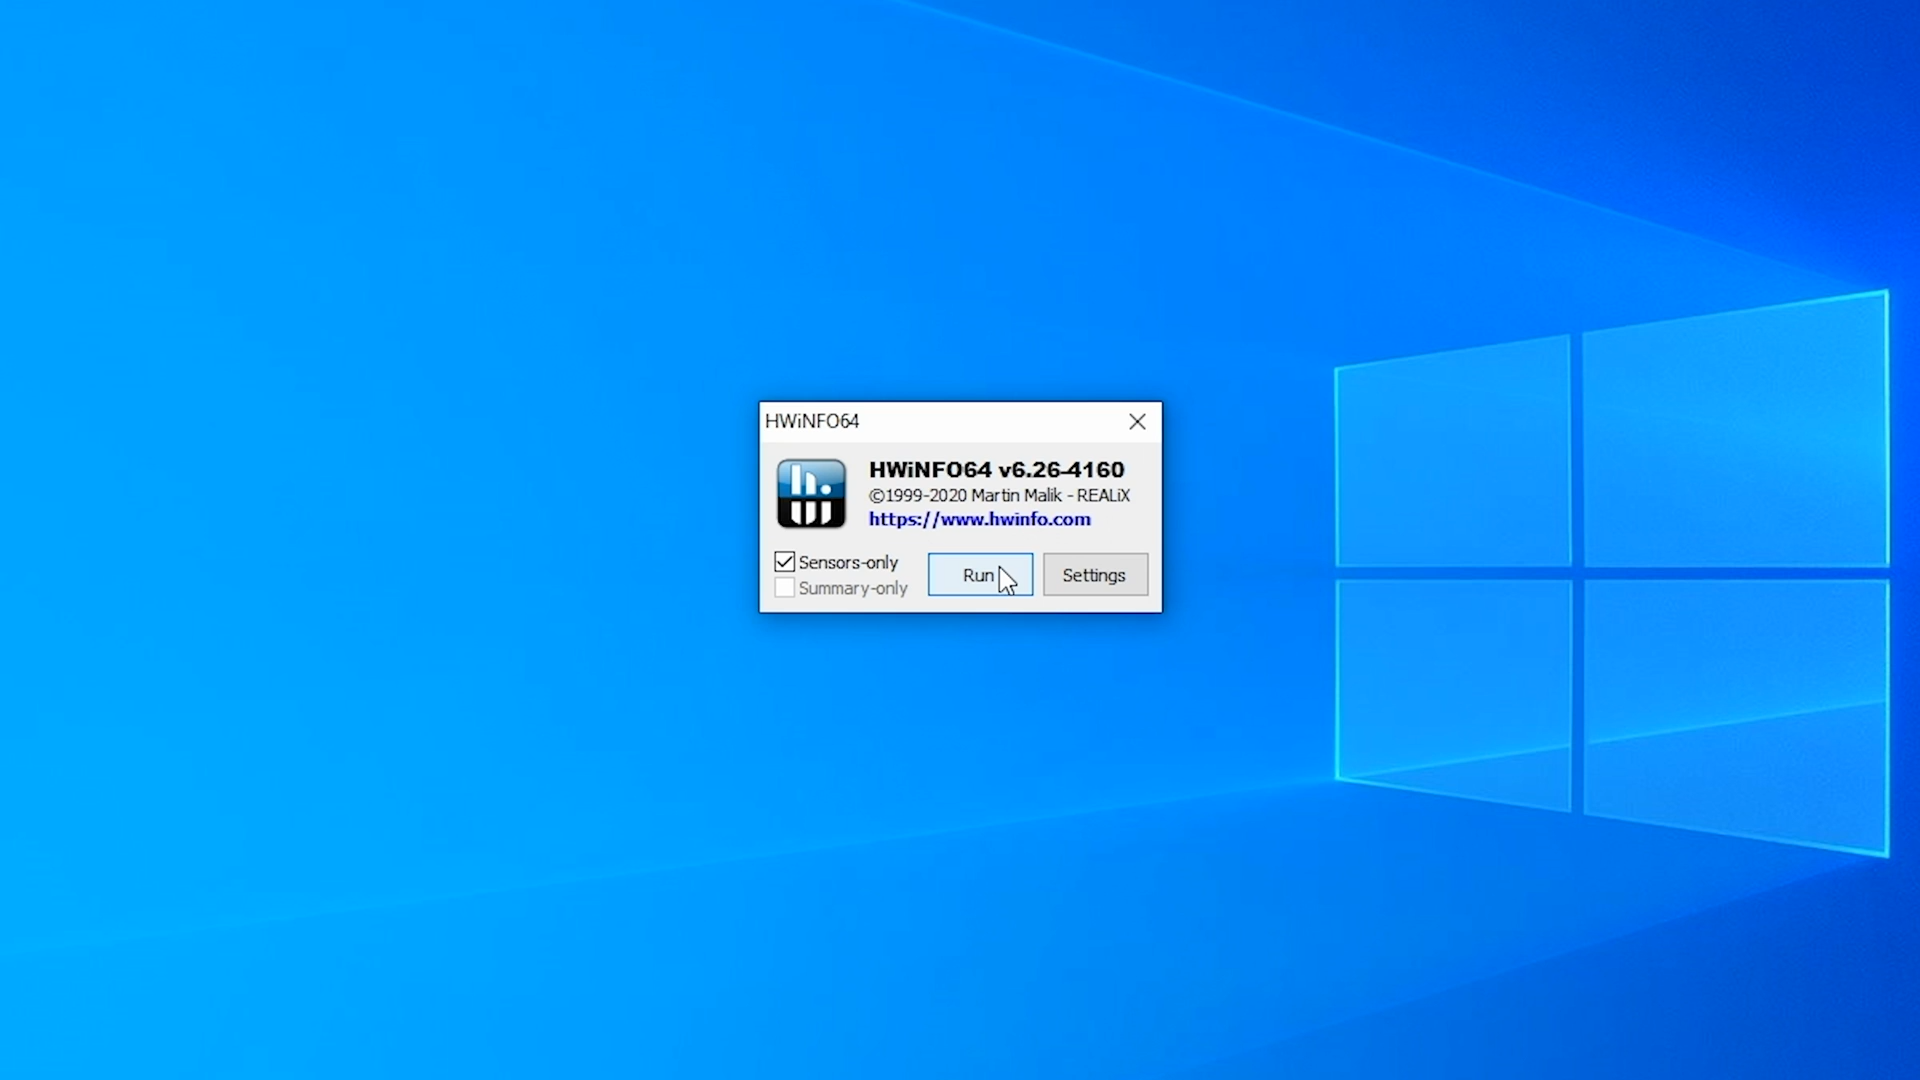 HWiNFO64
HWiNFO64 v6.26-4160
©1999-2020 Martin Malik - REALiX
https://www.hwinfo.com
Sensors-only
Summary-only
Run
Settings